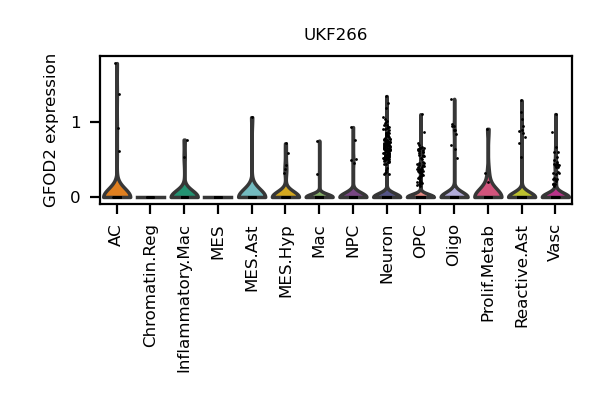 UKF266
GFOD2 expression
1
0
AC
Chromatin.Reg
Inflammatory.Mac
MES
MES.Ast
MES.Hyp
Mac
NPC
Neuron
OPC
Oligo
Prolif.Metab
Reactive.Ast
Vasc